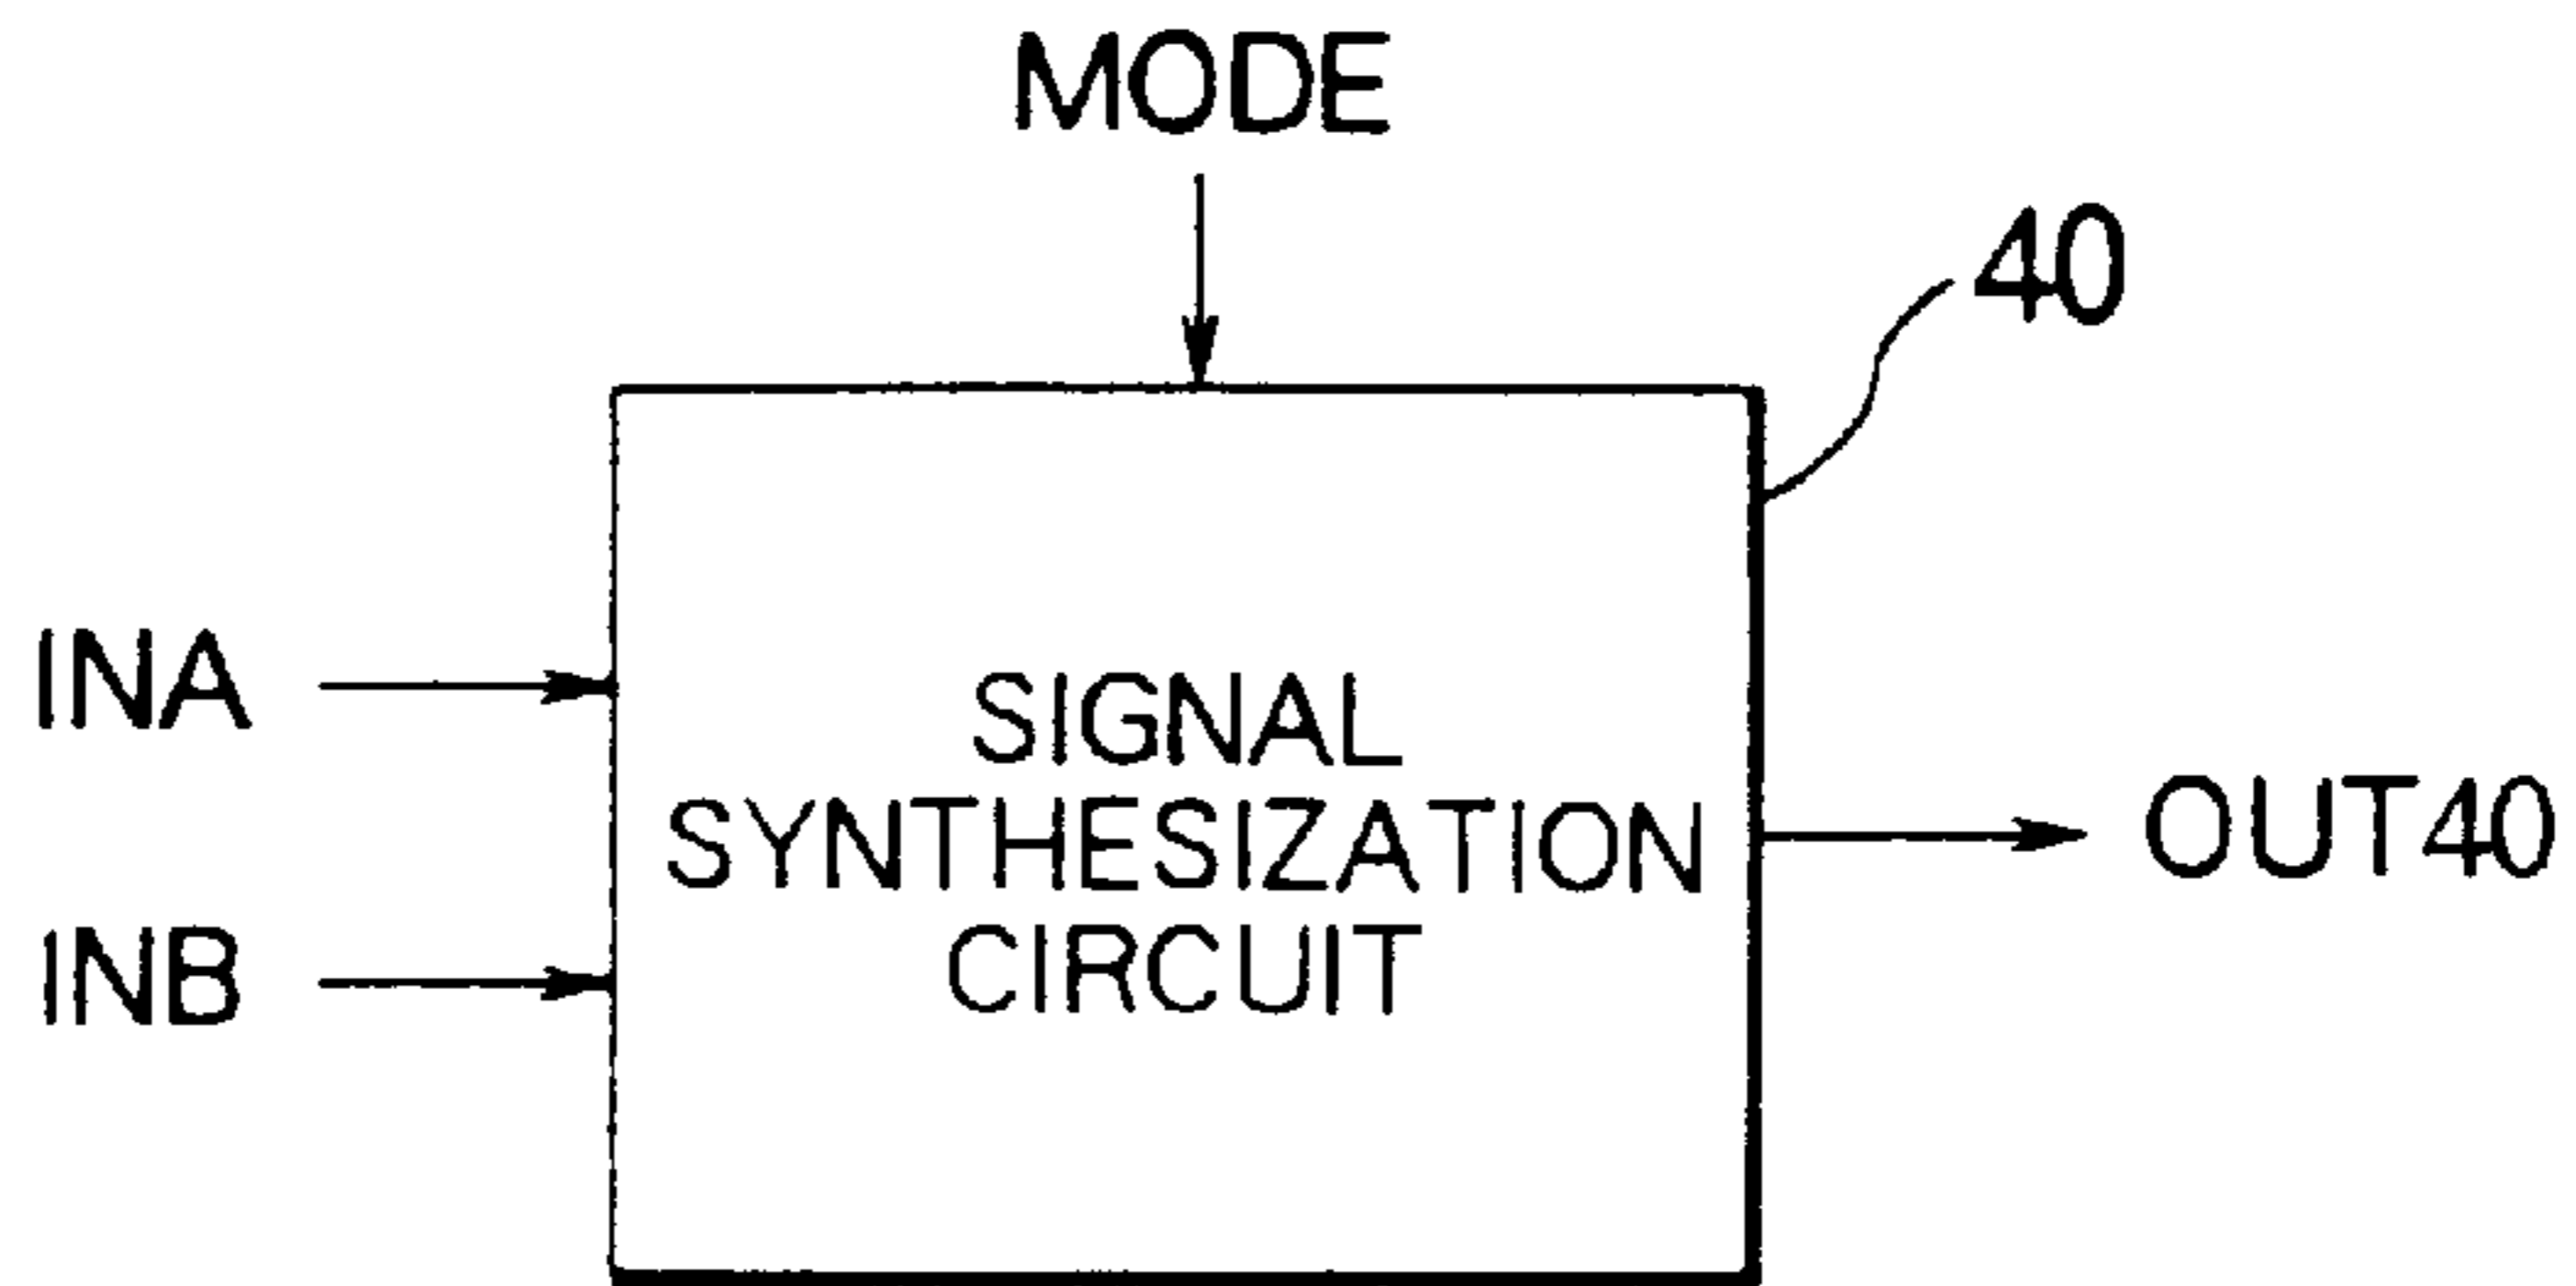 MODE
40
INA
SIGNAL
SYNTHESIZATION
CIRCUIT
OUT40
INB